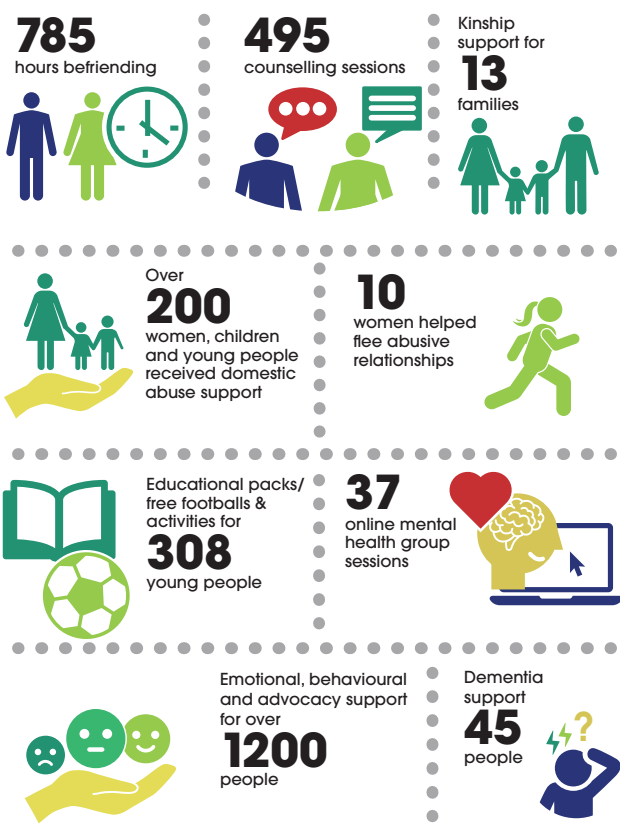 785
hours befriending
495
counselling sessions
Kinship
support for
13
families
Over
200
women, children
and young people
received domestic
abuse support
10
women helped
flee abusive
relationships
Educational packs/
free footballs &
activities for
308
young people
37
online mental
health group
sessions
Emotional, behavioural
and advocacy support
for over
1200
people
Dementia
support
45
people
?